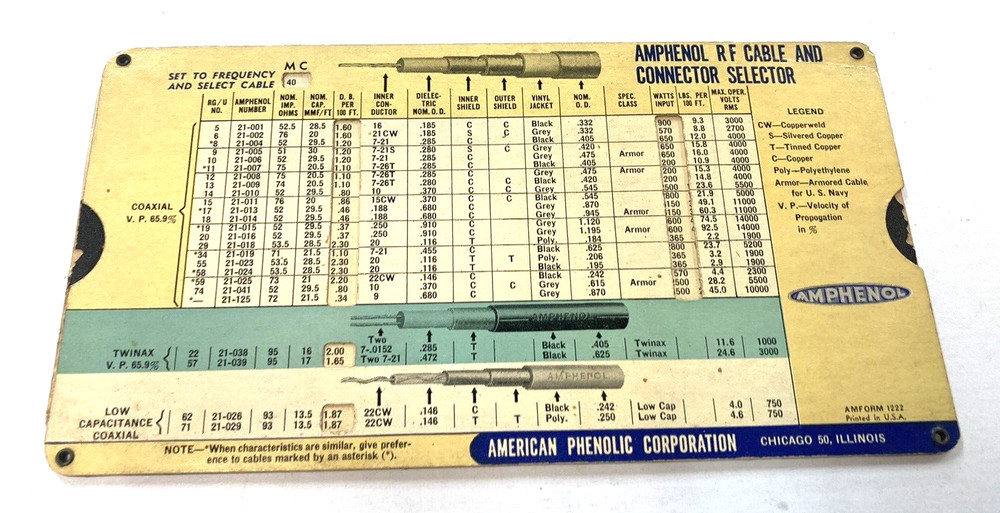 AMPHENOL RF CABLE AND
CONNECTOR SELECTOR
MC
SET TO FREQUENCY
AND SELECT CABLE
40
RG/U NO. AMPHENOL NUMBER NOM. IMP. OHMS NOM. CAP. MMF/FT. D. B. PER 100 FT. INNER CON- DUCTOR DIELEC- TRIC NOM. O.D. INNER SHIELD OUTER SHIELD VINYL JACKET NOM. O.D. SPEC. CLASS WATTS INPUT LBS. PER 100 FT. MAX. OPER. VOLTS RMS
COAXIAL
V. P. 65.9%
5 21-001 52.5 28.5 1.60 16 .185 C C Black .332 900 9.3 3000
6 21-002 76 20 1.60 21CW .185 S C Grey .332 570 8.8 2700
*8 21-004 52 29.5 1.20 7-21 .285 C Black .405 650 4000
9 21-005 51 30 1.20 7-21S .280 S C Grey .420 650 15.8 4000
10 21-006 52 29.5 1.20 7-21 .285 C Grey .475 Armor 650 16.0 4000
*11 21-007 75 20.5 1.10 7-26T .285 C Black .405 200 10.9 4000
12 21-008 75 20.5 1.10 7-26T .285 C Grey .475 Armor 200 15.3 4000
13 21-009 74 20.5 1.10 7-26T .280 C C Black .420 14.8 4000
14 21-010 52 29.5 .80 10 .370 C C Grey .545 23.6 5500
15 21-011 76 20 .86 15CW .370 C C Black .545 21.9 5000
*17 21-013 52 29.5 .46 .188 .680 C Grey .870 49.1 11000
18 21-014 52 29.5 .46 .188 .680 C Grey .945 Armor 60.3 11000
*19 21-015 52 29.5 .37 .250 .910 C Grey 1.120 74.5 14000
20 21-016 52 29.5 .37 .250 .910 C Grey 1.195 Armor 92.5 14000
29 21-018 53.5 28.5 2.30 20 .116 T Poly. .184 365 2.2 1900
*34 21-019 71 21.5 1.10 7-21 .455 C Black .625 23.7 5200
55 21-023 53.5 28.5 2.30 20 .116 T T Poly. .206 365 3.2 1900
*58 21-024 53.5 28.5 2.30 20 .116 T Black .195 365 2.9 1900
*59 21-025 73 21 2.20 22CW .146 C Black .242 570 4.4 2300
74 21-041 52 29.5 .80 10 .370 C C Grey .615 Armor 28.2 5500
*— 21-125 72 21.5 .34 9 .680 C Grey .870 45.0 10000
LEGEND
CW—Copperweld
S—Silvered Copper
T—Tinned Copper
C—Copper
Poly—Polyethylene
Armor—Armored Cable
for U. S. Navy
V. P.—Velocity of
Propogation
in %
AMPHENOL
AMPHENOL
TWINAX
V. P. 65.9%
22 21-038 95 16 2.00 Two 7-.0152 .285 T Black .405 Twinax 11.6 1000
57 21-039 95 17 1.65 Two 7-21 .472 T Black .625 Twinax 24.6 3000
AMPHENOL
LOW
CAPACITANCE
COAXIAL
62 21-026 93 13.5 1.87 22CW .146 C Black .242 Low Cap 4.0 750
71 21-029 93 13.5 1.87 22CW .146 T T Poly. .250 Low Cap 4.6 750
AMFORM 1222
Printed in U.S.A.
NOTE—*When characteristics are similar, give prefer-
ence to cables marked by an asterisk (*).
AMERICAN PHENOLIC CORPORATION CHICAGO 50, ILLINOIS